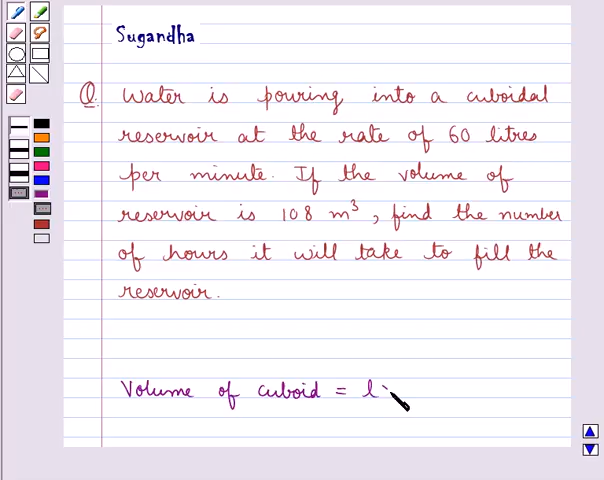 Sugandha
Q. Water is pouring into a cuboidal
reservoir at the rate of 60 litres
per minute. If the volume of
reservoir is 108 m³, find the number
of hours it will take to fill the
reservoir.
Volume of cuboid = l